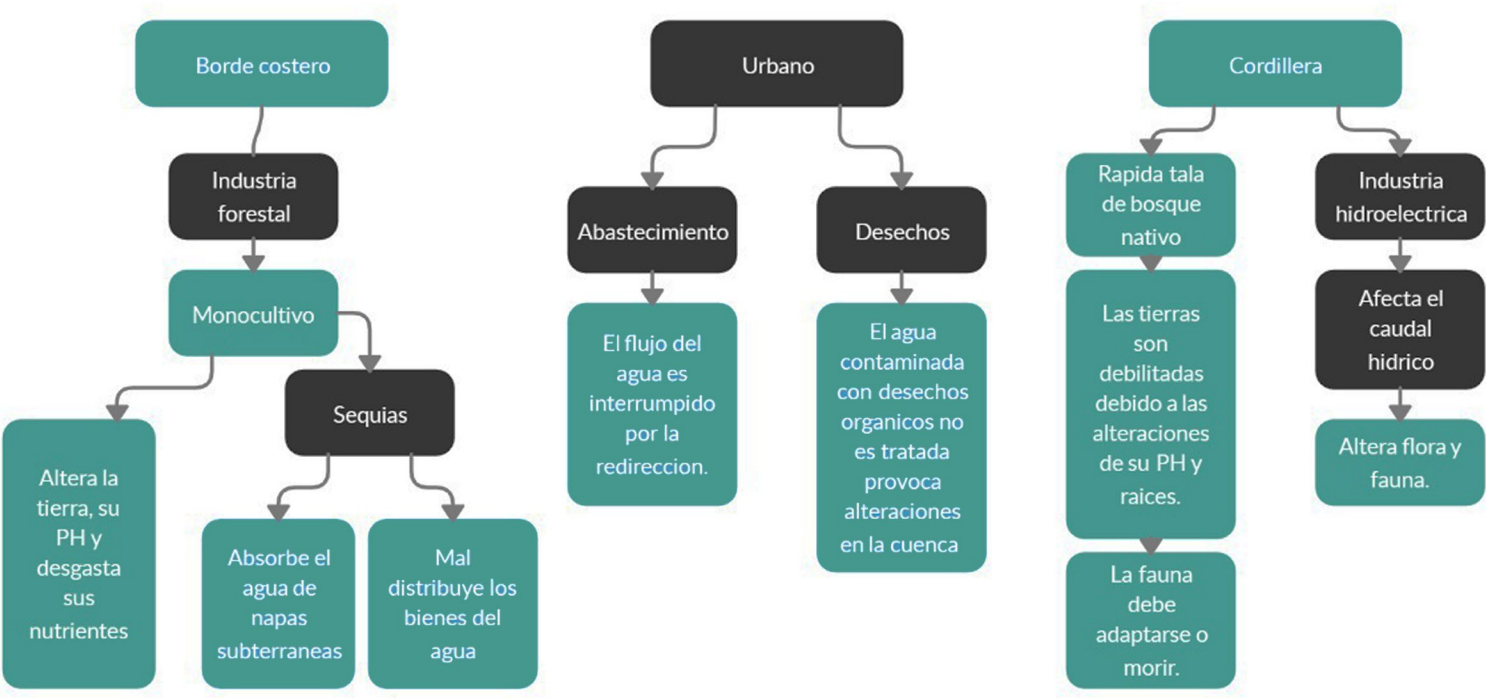 Borde costero
Industria
forestal
Monocultivo
Altera la
tierra, su
PH y
desgasta
sus
nutrientes
Sequias
Absorbe el
agua de
napas
subterraneas
Mal
distribuye los
bienes del
agua
Urbano
Abastecimiento
El flujo del
agua es
interrumpido
por la
redireccion.
Desechos
El agua
contaminada
con desechos
organicos no
es tratada
provoca
alteraciones
en la cuenca
Cordillera
Rapida tala
de bosque
nativo
Las tierras
son
debilitadas
debido a las
alteraciones
de su PH y
raices.
La fauna
debe
adaptarse o
morir.
Industria
hidroelectrica
Afecta el
caudal
hidrico
Altera flora y
fauna.